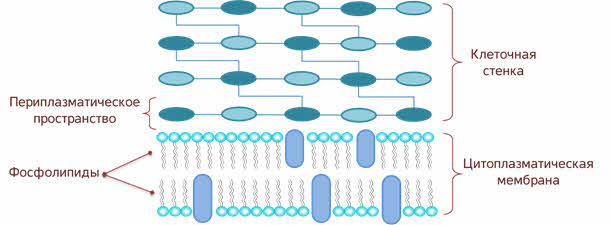 Клеточная
стенка
Периплазматическое
пространство
Фосфолипиды
Цитоплазматическая
мембрана